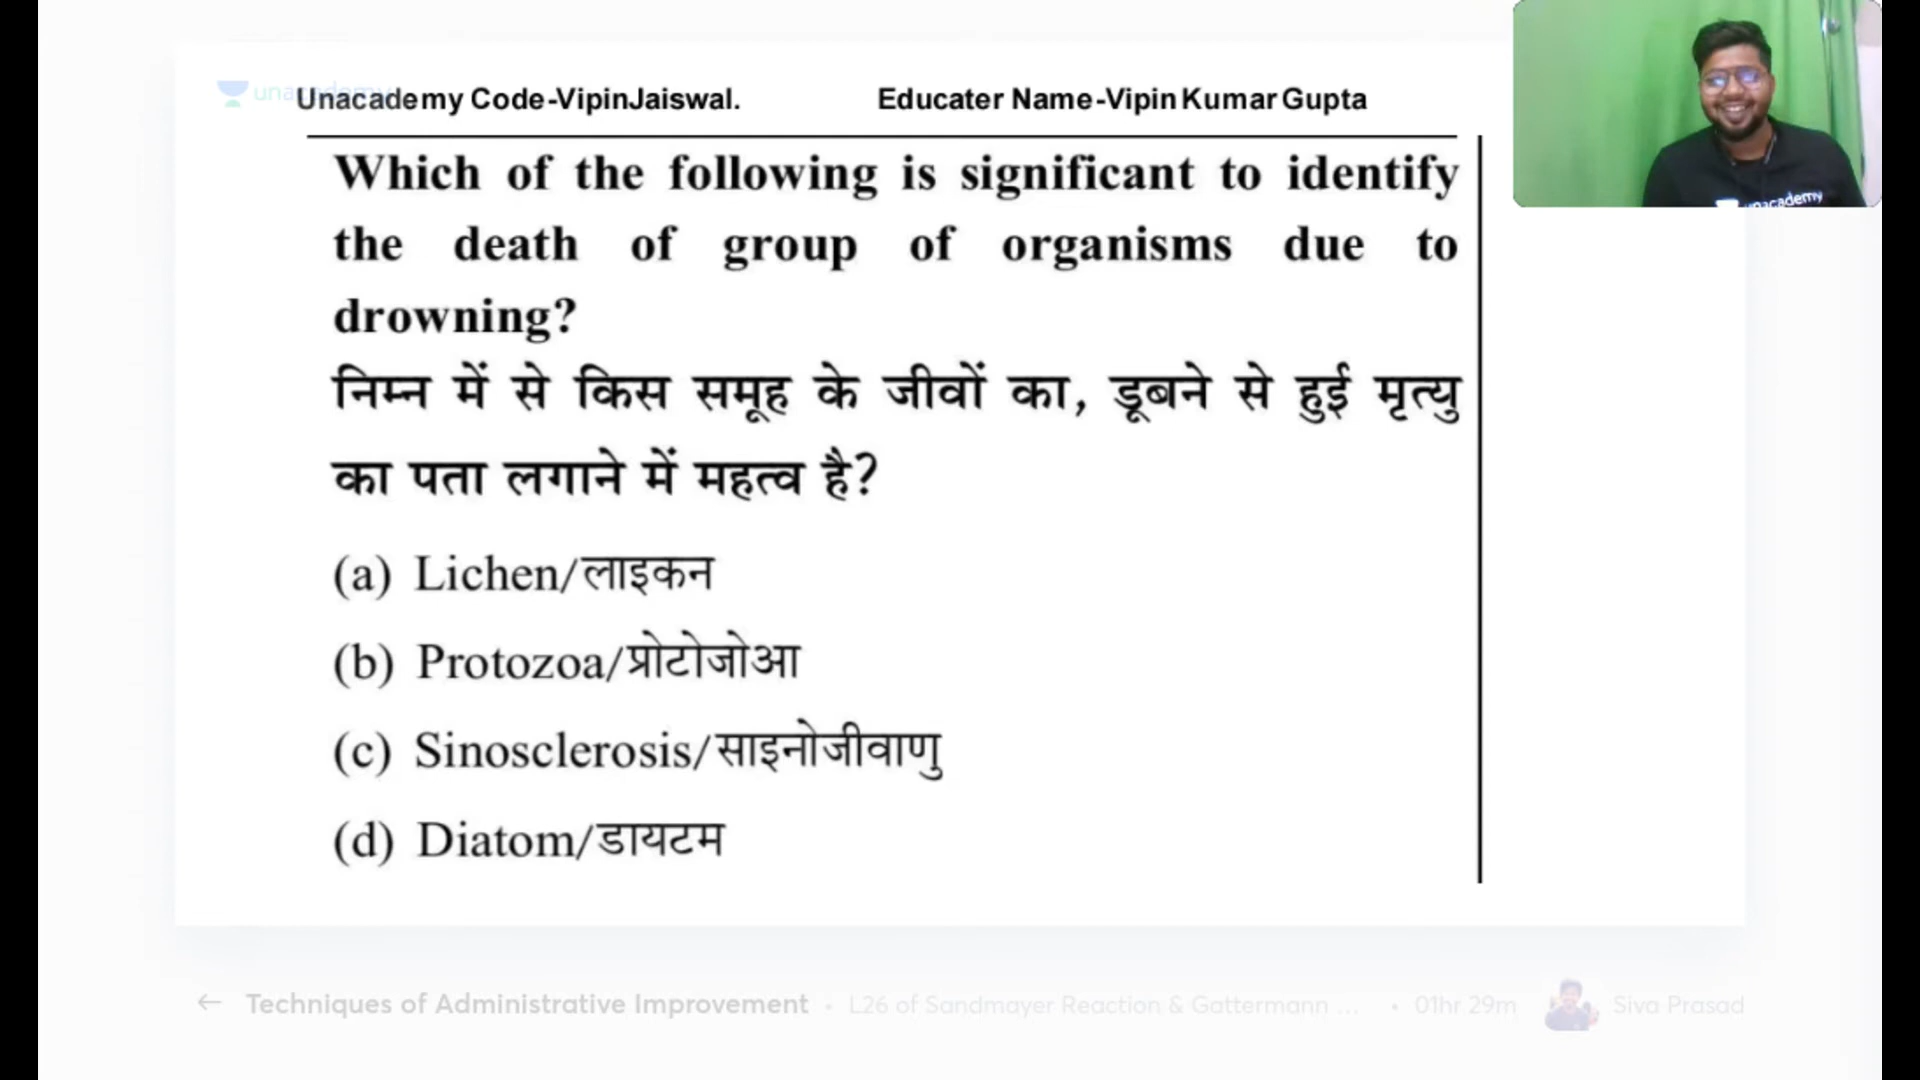 unacademy
Unacademy Code-VipinJaiswal. Educater Name-Vipin Kumar Gupta
unacademy
Which of the following is significant to identify
the death of group of organisms due to
drowning?
निम्न में से किस समूह के जीवों का, डूबने से हुई मृत्यु
का पता लगाने में महत्व है?
(a) Lichen/लाइकन
(b) Protozoa/प्रोटोजोआ
(c) Sinosclerosis/साइनोजीवाणु
(d) Diatom/डायटम
← Techniques of Administrative Improvement • L26 of Sandmayer Reaction & Gattermann ... • 01hr 29m Siva Prasad